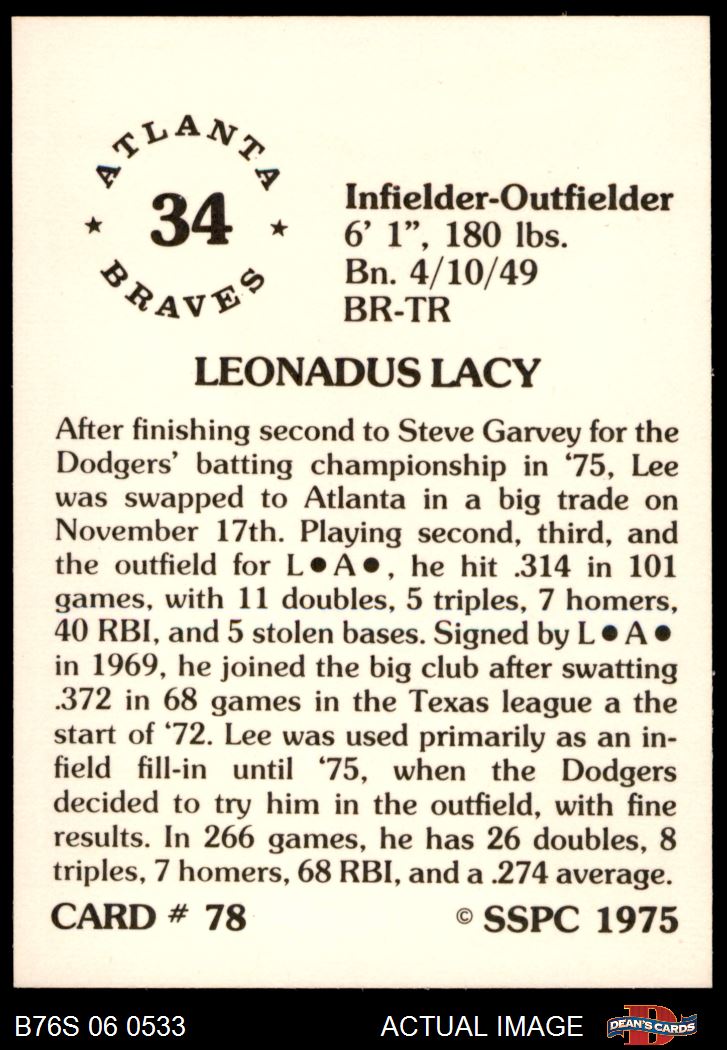 ATLANTA
★ 34 ★
BRAVES
Infielder-Outfielder
6’ 1”, 180 lbs.
Bn. 4/10/49
BR-TR
LEONADUS LACY
After finishing second to Steve Garvey for the
Dodgers’ batting championship in ‘75, Lee
was swapped to Atlanta in a big trade on
November 17th. Playing second, third, and
the outfield for L●A●, he hit .314 in 101
games, with 11 doubles, 5 triples, 7 homers,
40 RBI, and 5 stolen bases. Signed by L●A●
in 1969, he joined the big club after swatting
.372 in 68 games in the Texas league a the
start of ‘72. Lee was used primarily as an in-
field fill-in until ‘75, when the Dodgers
decided to try him in the outfield, with fine
results. In 266 games, he has 26 doubles, 8
triples, 7 homers, 68 RBI, and a .274 average.
CARD # 78 © SSPC 1975
B76S 06 0533 ACTUAL IMAGE DEAN'S CARDS